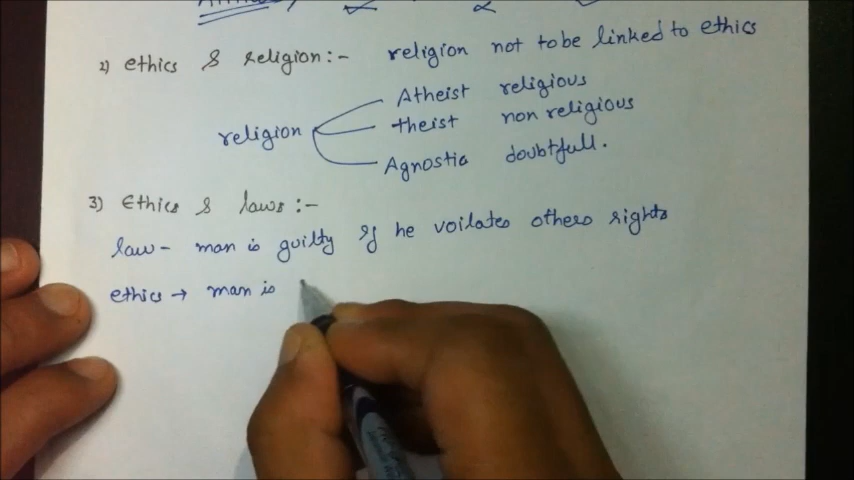 2) ethics & religion :- religion not to be linked to ethics
Atheist religious
religion theist non religious
Agnostia doubtfull.
3) Ethics & laws :-
law - man is guilty If he voilates others rights
ethics → man is